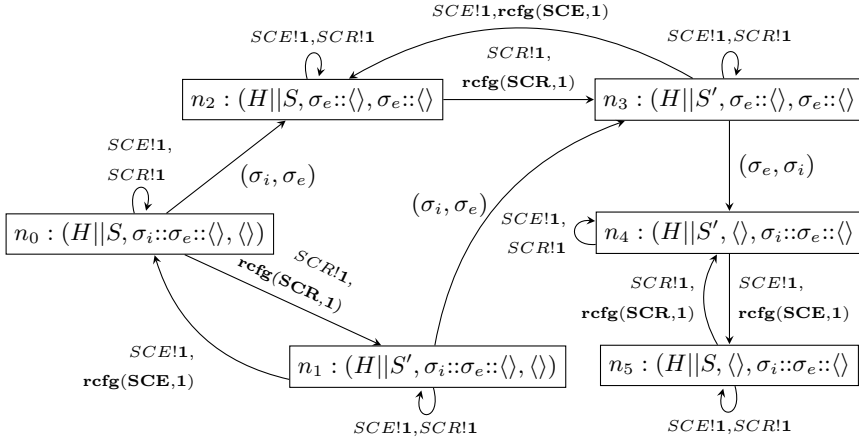 SCE!1,rcfg(SCE,1)
SCE!1,SCR!1
SCE!1,SCR!1
SCR!1,
rcfg(SCR,1)
n₂ : (H||S, σₑ::⟨⟩, σₑ::⟨⟩
n₃ : (H||S′, σₑ::⟨⟩, σₑ::⟨⟩
SCE!1,
SCR!1
(σᵢ, σₑ)
(σₑ, σᵢ)
(σᵢ, σₑ)
SCE!1,
SCR!1
n₀ : (H||S, σᵢ::σₑ::⟨⟩, ⟨⟩)
n₄ : (H||S′, ⟨⟩, σᵢ::σₑ::⟨⟩
SCR!1,
rcfg(SCR,1)
SCR!1,
rcfg(SCR,1)
SCE!1,
rcfg(SCE,1)
SCE!1,
rcfg(SCE,1)
n₁ : (H||S′, σᵢ::σₑ::⟨⟩, ⟨⟩)
n₅ : (H||S, ⟨⟩, σᵢ::σₑ::⟨⟩
SCE!1,SCR!1
SCE!1,SCR!1